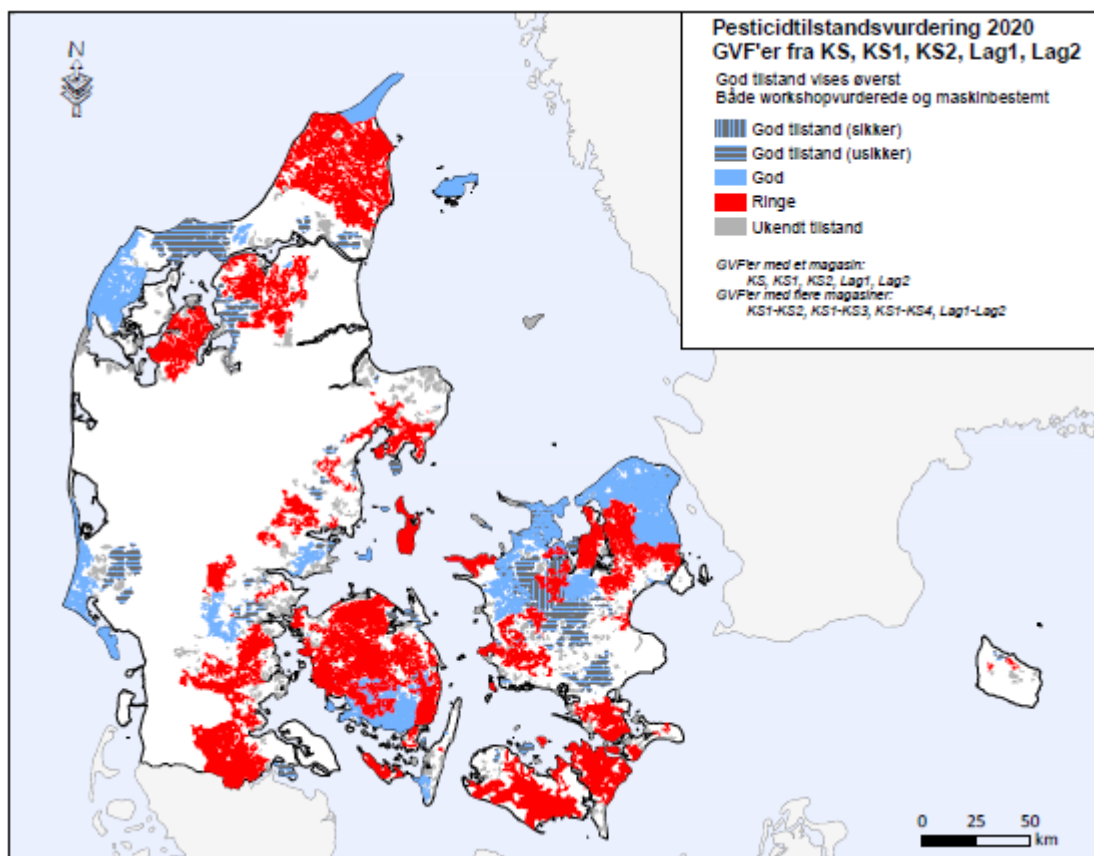 Pesticidtilstandsvurdering 2020
GVF'er fra KS, KS1, KS2, Lag1, Lag2
God tilstand vises øverst
Både workshopvurderede og maskinbestemt
God tilstand (sikker)
God tilstand (usikker)
God
Ringe
Ukendt tilstand
GVF'er med et magasin:
KS, KS1, KS2, Lag1, Lag2
GVF'er med flere magasiner:
KS1-KS2, KS1-KS3, KS1-KS4, Lag1-Lag2
N
0 25 50
km